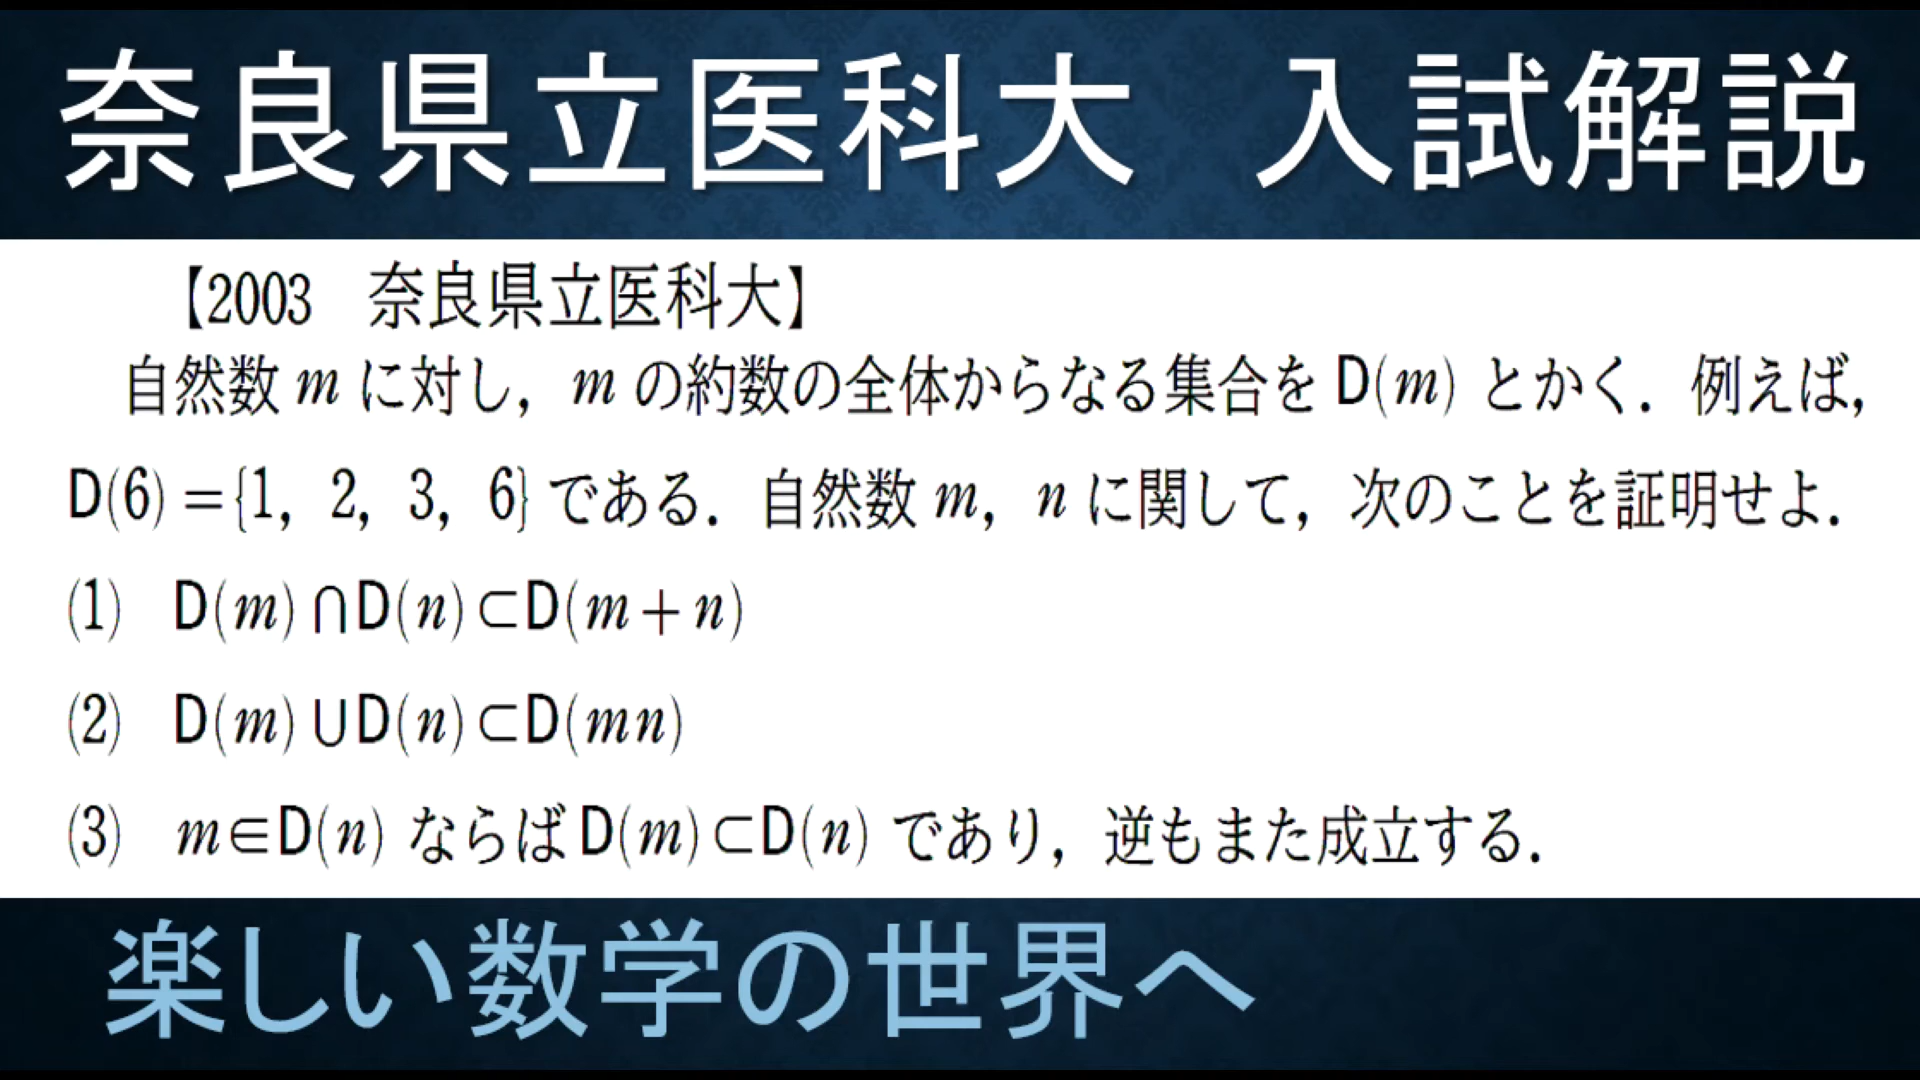 奈良県立医科大　入試解説
【2003　奈良県立医科大】
自然数 m に対し，m の約数の全体からなる集合を D(m) とかく．例えば，
D(6)={1，2，3，6} である．自然数 m，n に関して，次のことを証明せよ．
(1)　D(m)∩D(n)⊂D(m+n)
(2)　D(m)∪D(n)⊂D(mn)
(3)　m∈D(n) ならば D(m)⊂D(n) であり，逆もまた成立する．
楽しい数学の世界へ